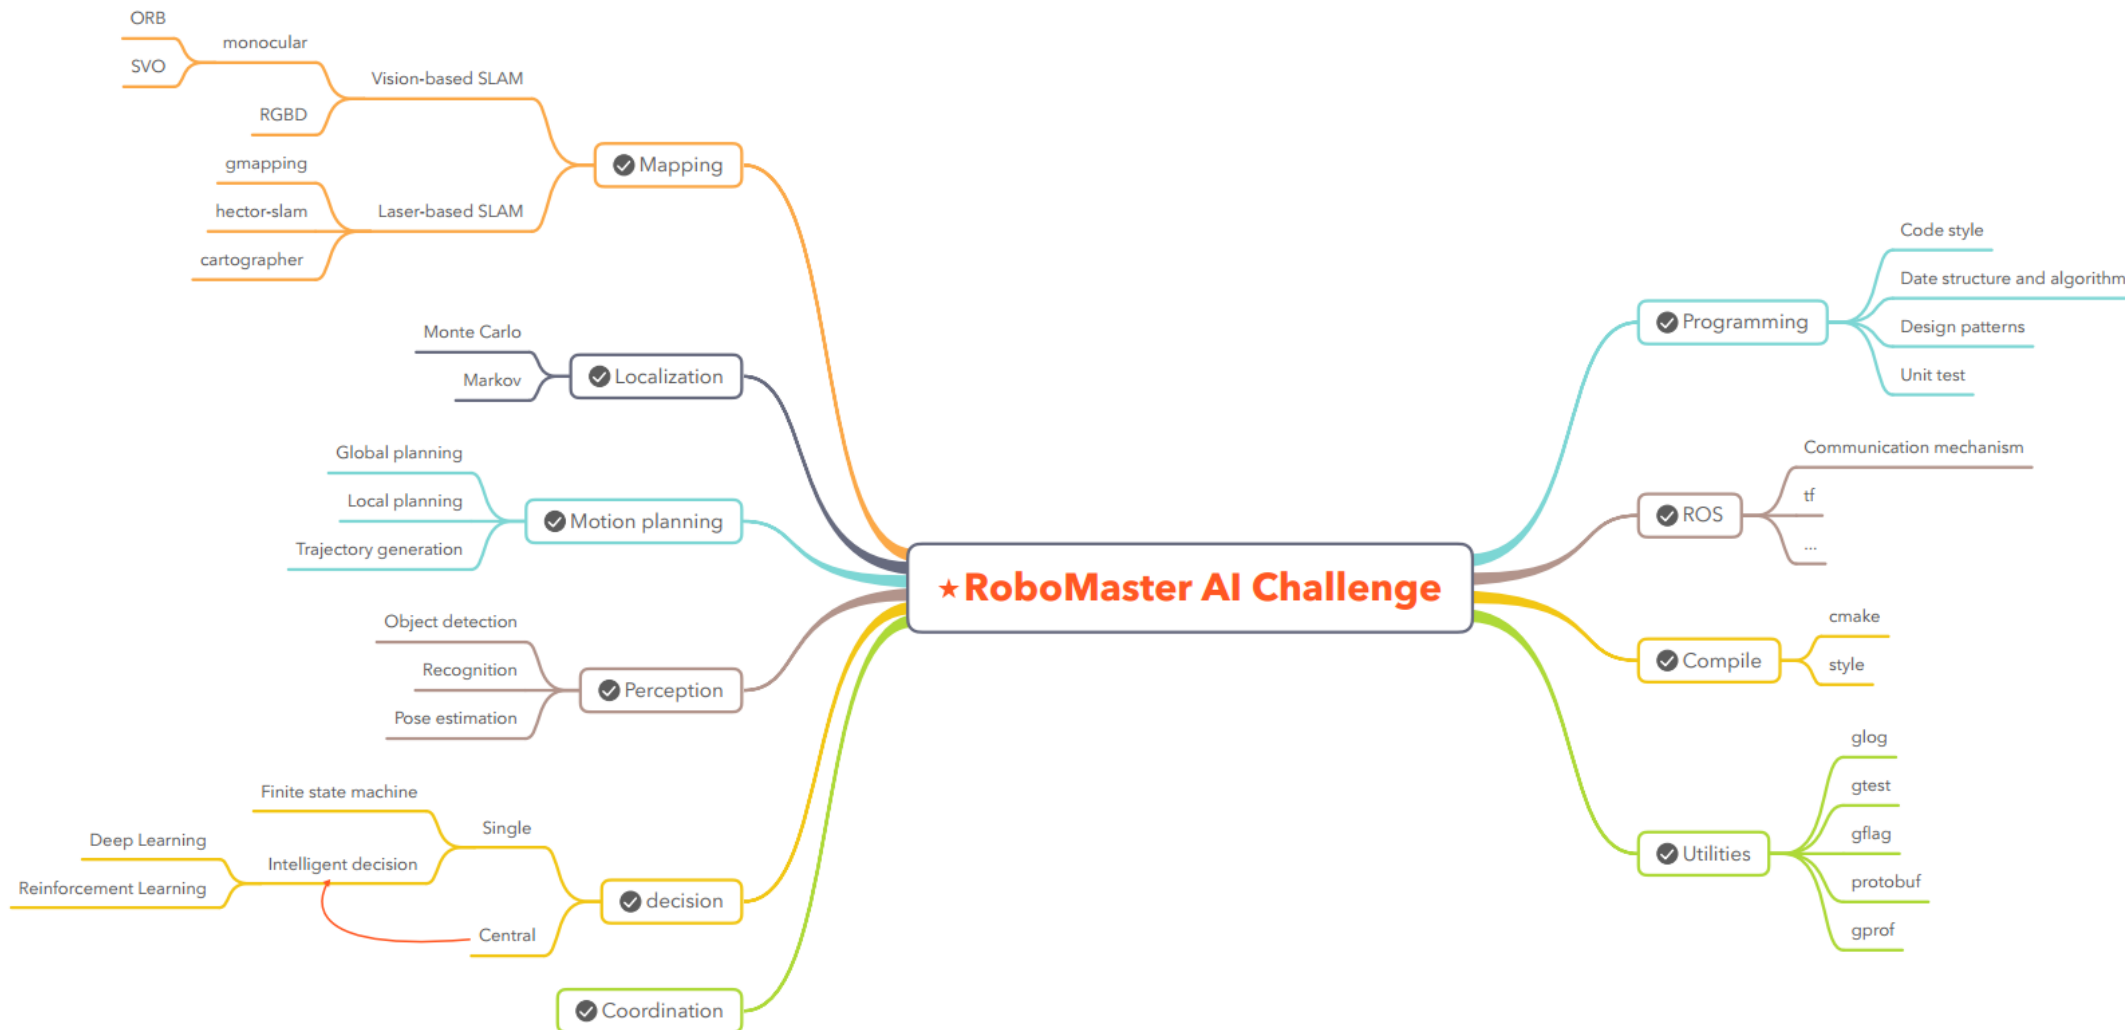 ORB
SVO
monocular
RGBD
Vision-based SLAM
gmapping
hector-slam
cartographer
Laser-based SLAM
Mapping
Monte Carlo
Markov
Localization
Global planning
Local planning
Trajectory generation
Motion planning
Object detection
Recognition
Pose estimation
Perception
Finite state machine
Deep Learning
Reinforcement Learning
Intelligent decision
Single
Central
decision
Coordination
★RoboMaster AI Challenge
Programming
Code style
Date structure and algorithm
Design patterns
Unit test
ROS
Communication mechanism
tf
...
Compile
cmake
style
Utilities
glog
gtest
gflag
protobuf
gprof